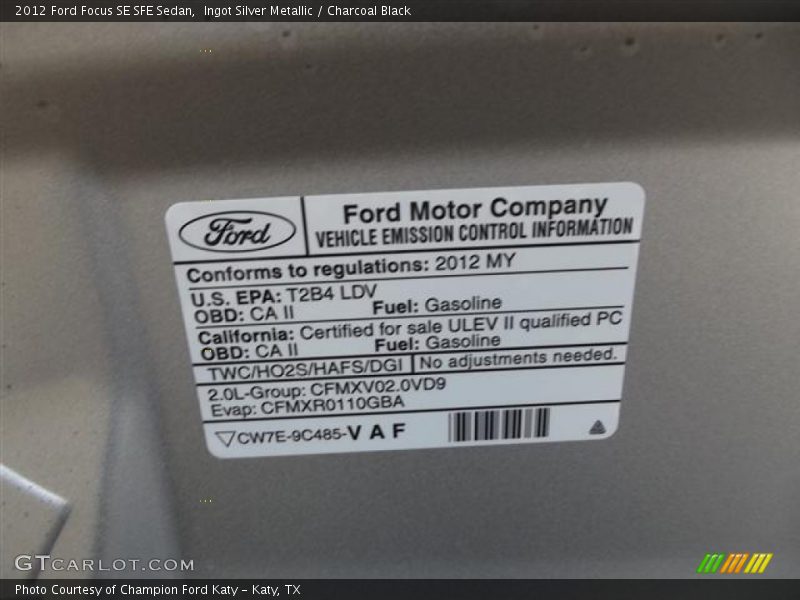 2012 Ford Focus SE SFE Sedan, Ingot Silver Metallic / Charcoal Black
Ford
Ford Motor Company
VEHICLE EMISSION CONTROL INFORMATION
Conforms to regulations: 2012 MY
U.S. EPA: T2B4 LDV
OBD: CA II Fuel: Gasoline
California: Certified for sale ULEV II qualified PC
OBD: CA II Fuel: Gasoline
TWC/HO2S/HAFS/DGI No adjustments needed.
2.0L-Group: CFMXV02.0VD9
Evap: CFMXR0110GBA
CW7E-9C485-V A F
GTCARLOT.COM
Photo Courtesy of Champion Ford Katy – Katy, TX